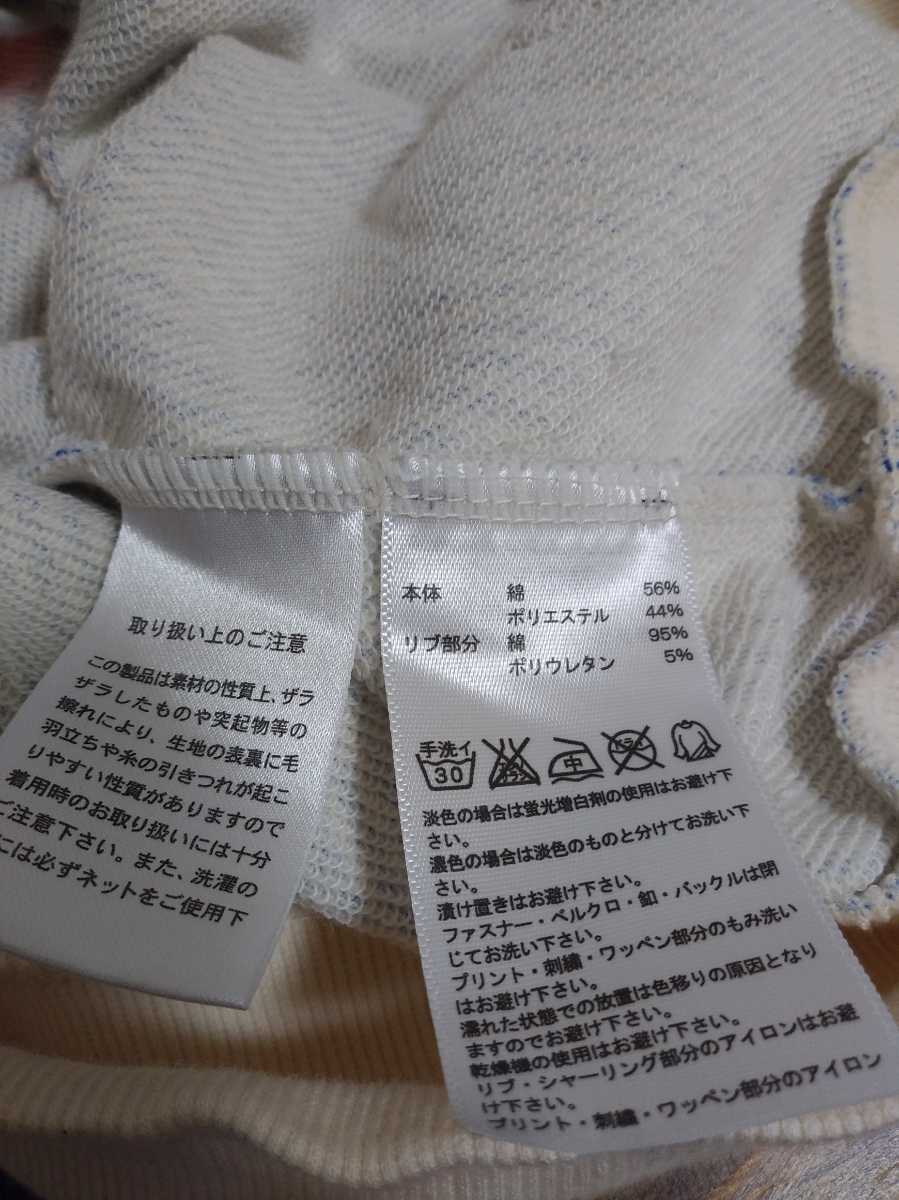 取り扱い上のご注意
この製品は素材の性質上、ザラ
ザラしたものや突起物等の
擦れにより、生地の表裏に毛
羽立ちや糸の引きつれが起こ
りやすい性質がありますので
着用時のお取り扱いには十分
ご注意下さい。また、洗濯の
には必ずネットをご使用下
本体 綿 56%
ポリエステル 44%
リブ部分 綿 95%
ポリウレタン 5%
手洗イ
30
中
淡色の場合は蛍光増白剤の使用はお避け下
さい。
濃色の場合は淡色のものと分けてお洗い下
さい。
漬け置きはお避け下さい。
ファスナー・ベルクロ・釦・バックルは閉
じてお洗い下さい。
プリント・刺繍・ワッペン部分のもみ洗い
はお避け下さい。
濡れた状態での放置は色移りの原因となり
ますのでお避け下さい。
乾燥機の使用はお避け下さい。
リブ・シャーリング部分のアイロンはお避
け下さい。
プリント・刺繍・ワッペン部分のアイロン